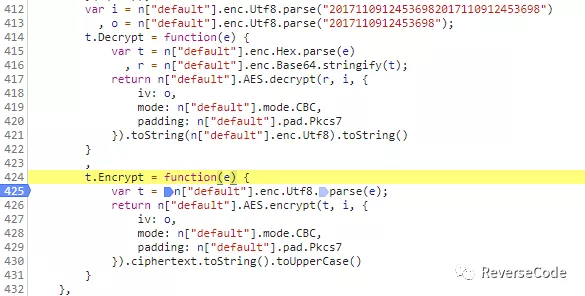 412 var i = n["default"].enc.Utf8.parse("20171109124536982017110912453698")
413 , o = n["default"].enc.Utf8.parse("2017110912453698");
414 t.Decrypt = function(e) {
415 var t = n["default"].enc.Hex.parse(e)
416 , r = n["default"].enc.Base64.stringify(t);
417 return n["default"].AES.decrypt(r, i, {
418 iv: o,
419 mode: n["default"].mode.CBC,
420 padding: n["default"].pad.Pkcs7
421 }).toString(n["default"].enc.Utf8).toString()
422 }
423 ,
424 t.Encrypt = function(e) {
425 var t = n["default"].enc.Utf8.parse(e);
426 return n["default"].AES.encrypt(t, i, {
427 iv: o,
428 mode: n["default"].mode.CBC,
429 padding: n["default"].pad.Pkcs7
430 }).ciphertext.toString().toUpperCase()
431 }
432 },
ReverseCode